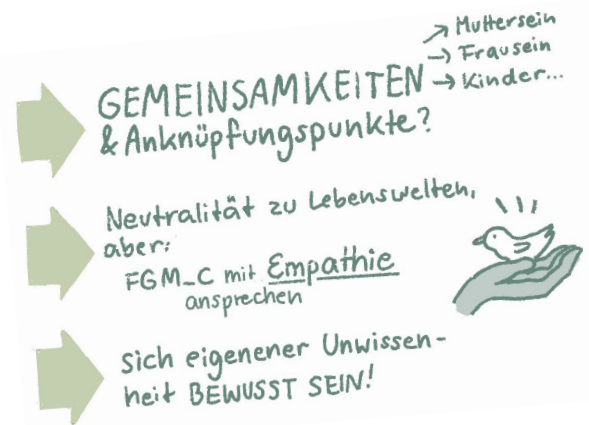 GEMEINSAMKEITEN
→ Muttersein
→ Frausein
→ Kinder...
& Anknüpfungspunkte?
Neutralität zu Lebenswelten,
aber:
FGM_C mit Empathie
ansprechen
sich eigenener Unwissen-
heit BEWUSST SEIN!